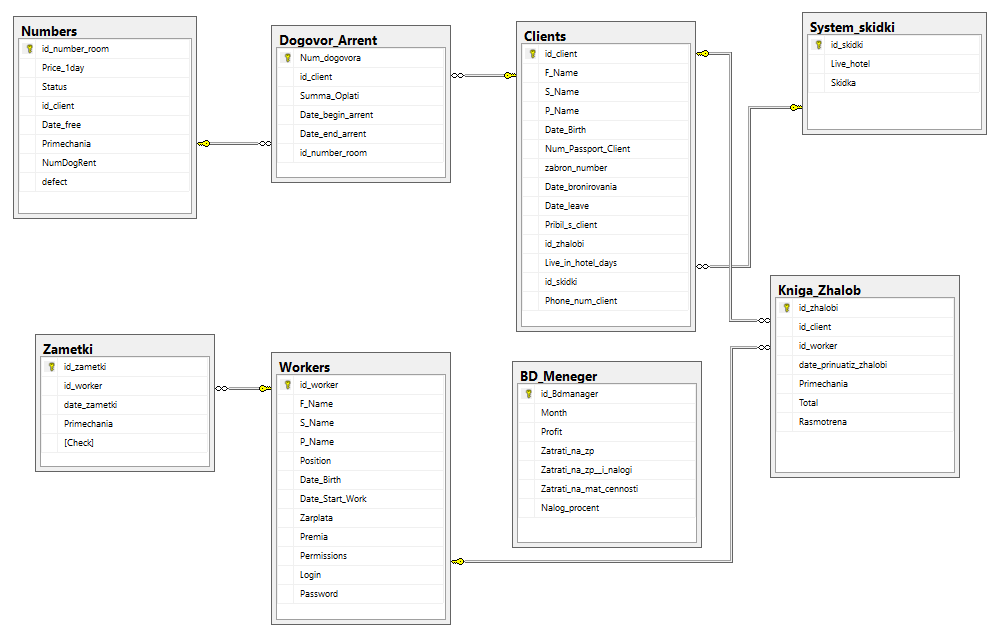 Numbers
id_number_room
Price_1day
Status
id_client
Date_free
Primechania
NumDogRent
defect
Dogovor_Arrent
Num_dogovora
id_client
Summa_Oplati
Date_begin_arrent
Date_end_arrent
id_number_room
Clients
id_client
F_Name
S_Name
P_Name
Date_Birth
Num_Passport_Client
zabron_number
Date_bronirovania
Date_leave
Pribil_s_client
id_zhalobi
Live_in_hotel_days
id_skidki
Phone_num_client
System_skidki
id_skidki
Live_hotel
Skidka
Kniga_Zhalob
id_zhalobi
id_client
id_worker
date_prinuatiz_zhalobi
Primechania
Total
Rasmotrena
Zametki
id_zametki
id_worker
date_zametki
Primechania
[Check]
Workers
id_worker
F_Name
S_Name
P_Name
Position
Date_Birth
Date_Start_Work
Zarplata
Premia
Permissions
Login
Password
BD_Meneger
id_Bdmanager
Month
Profit
Zatrati_na_zp
Zatrati_na_zp__i_nalogi
Zatrati_na_mat_cennosti
Nalog_procent